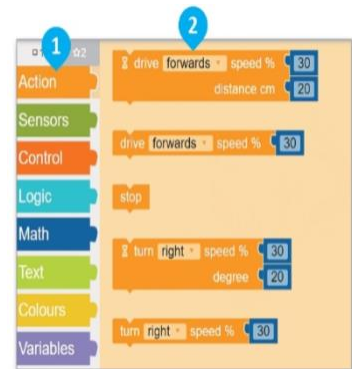 1
2
☆2
Action
Sensors
Control
Logic
Math
Text
Colours
Variables
drive forwards speed % 30
distance cm 20
drive forwards speed % 30
stop
turn right speed % 30
degree 20
turn right speed % 30